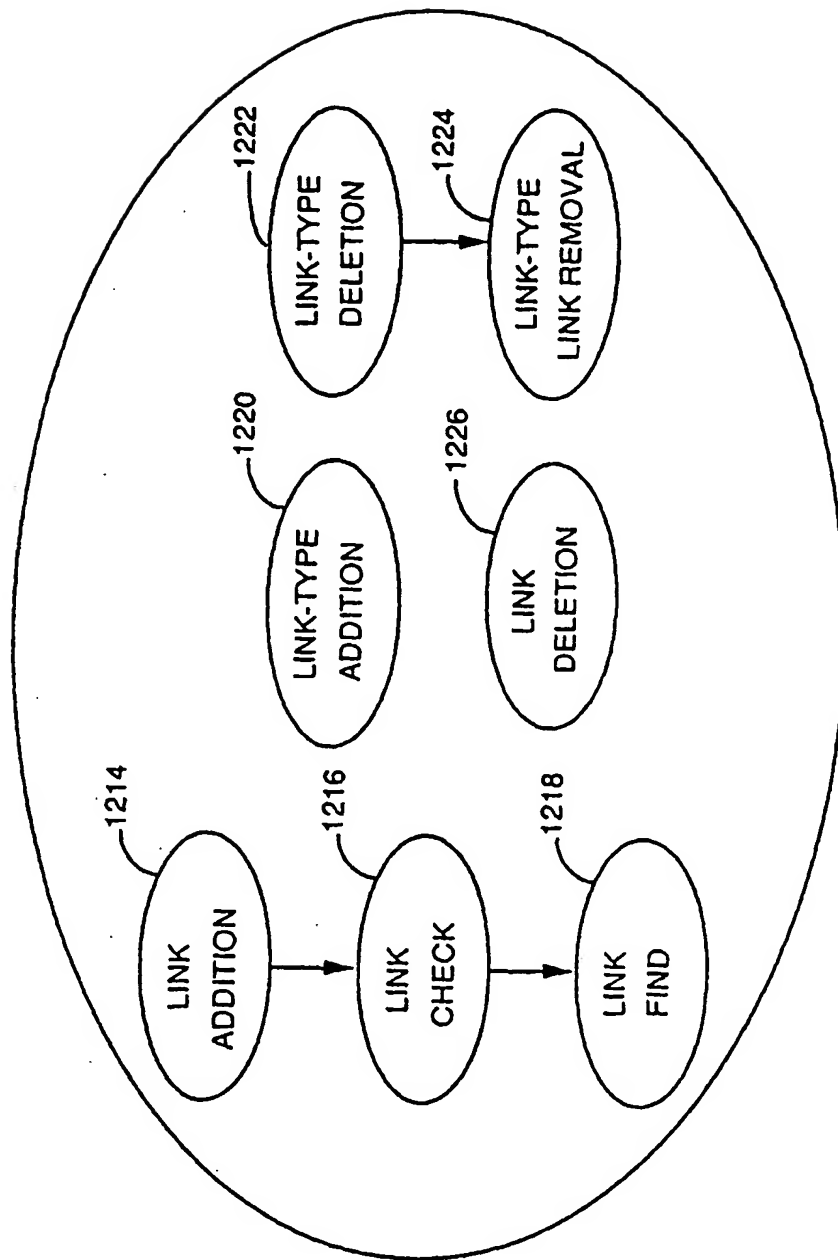 1214
LINK
ADDITION
1216
LINK
CHECK
1218
LINK
FIND
1220
LINK-TYPE
ADDITION
1226
LINK
DELETION
1222
LINK-TYPE
DELETION
1224
LINK-TYPE
LINK REMOVAL